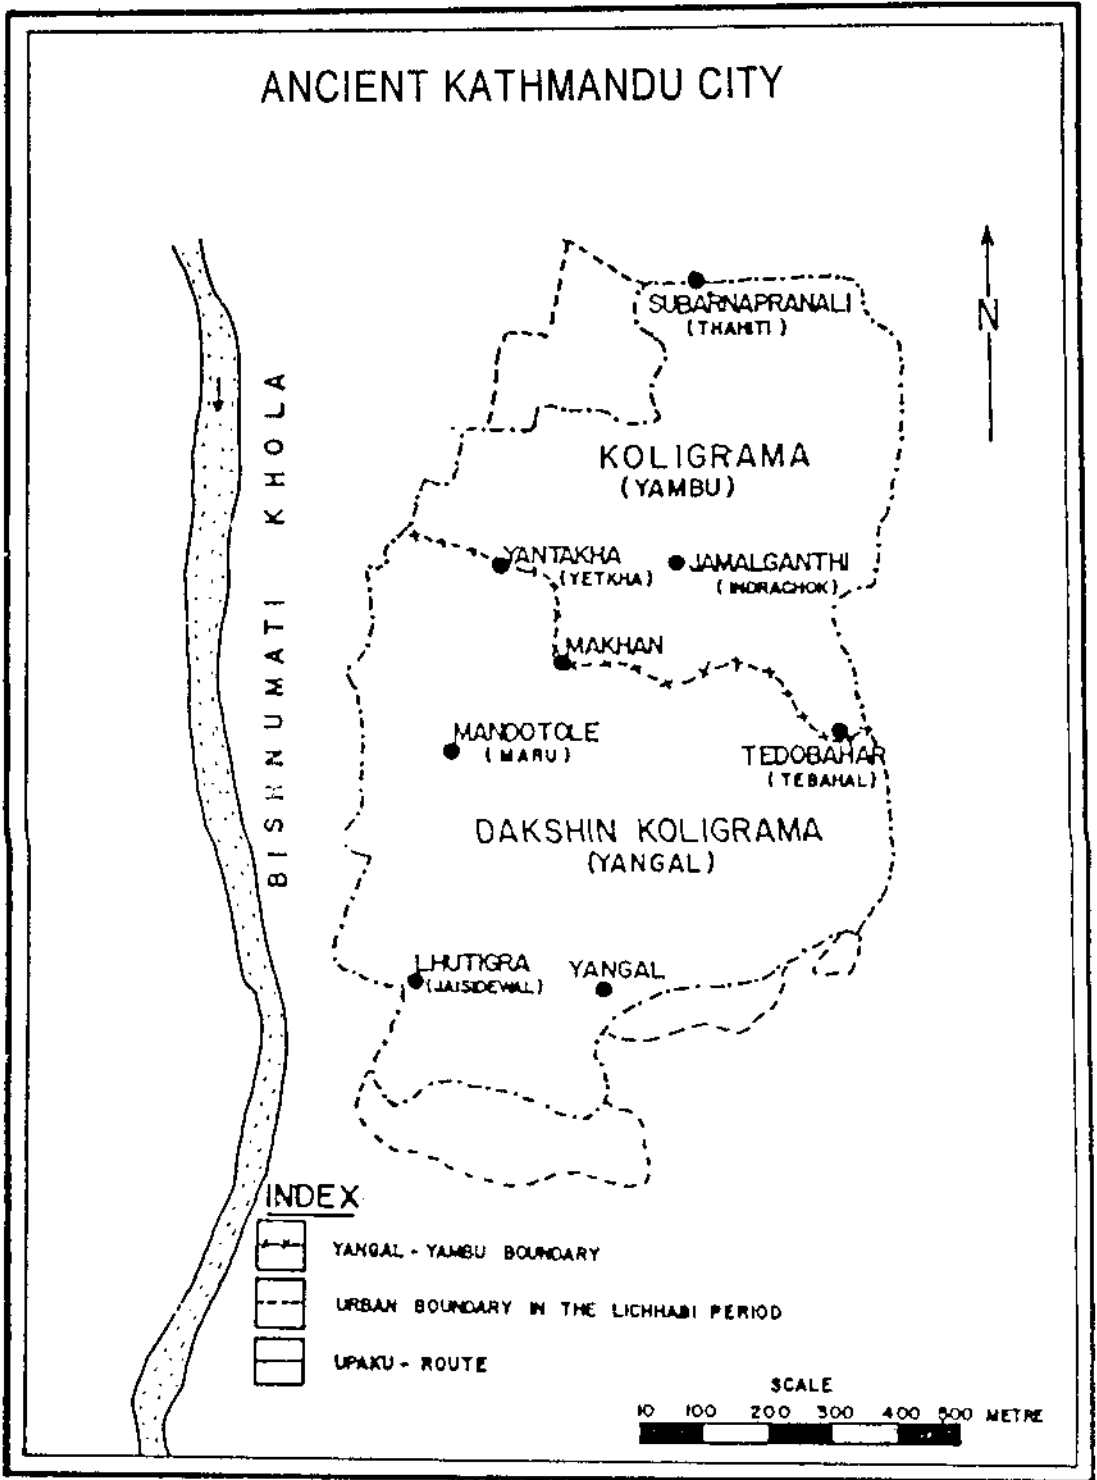 ANCIENT KATHMANDU CITY
SUBARNAPRANALI
(THAHITI)
N
BISHNUMATI KHOLA
KOLIGRAMA
(YAMBU)
YANTAKHA
(YETKHA)
JAMALGANTHI
(INDRACHOK)
MAKHAN
MANDOTOLE
(MARU)
TEDOBAHAR
(TEBAHAL)
DAKSHIN KOLIGRAMA
(YANGAL)
LHUTIGRA
(JAISIDEWAL)
YANGAL
INDEX
YANGAL - YAMBU BOUNDARY
URBAN BOUNDARY IN THE LICHHABI PERIOD
UPAKU - ROUTE
SCALE
10 100 200 300 400 500 METRE